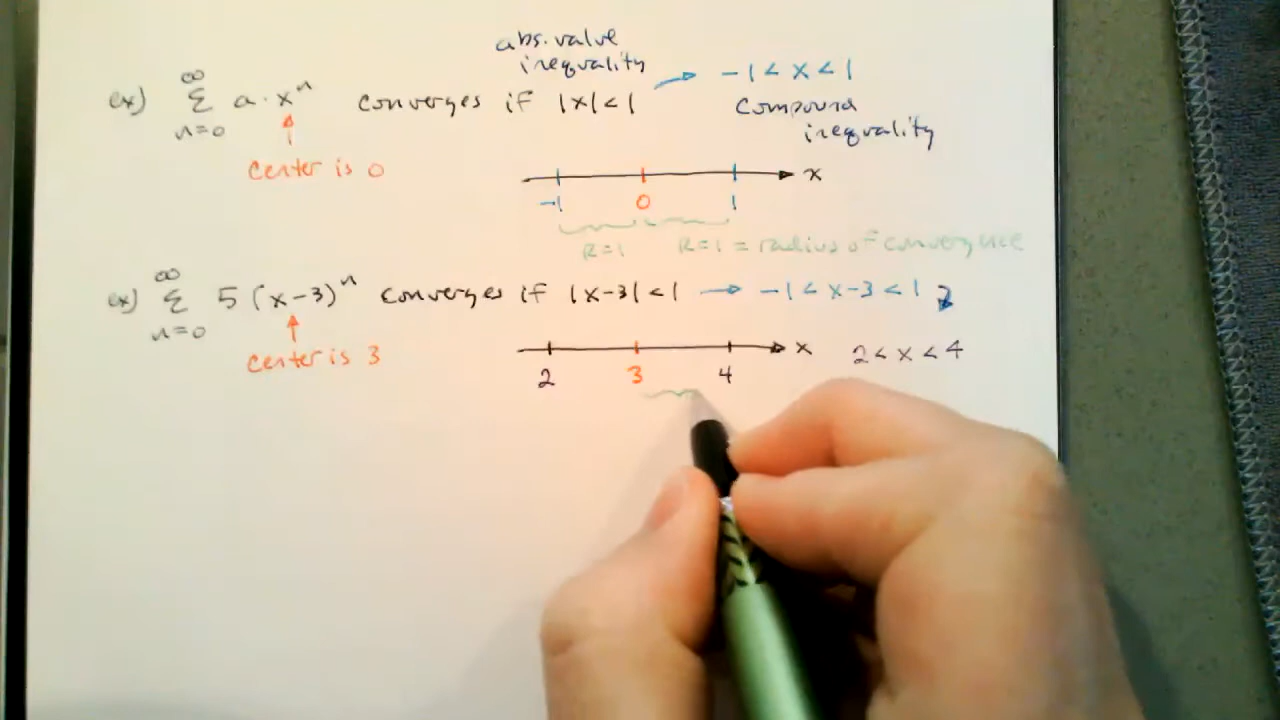 abs. value
inequality
ex) ∞ Σ n=0 a · xⁿ converges if |x|<1 → -1 < x < 1
compound
inequality
center is 0
x
-1 0 1
R=1 R=1 = radius of convergence
ex) ∞ Σ n=0 5 (x-3)ⁿ converges if |x-3| <1 → -1 < x-3 < 1
center is 3
x 2 < x < 4
2 3 4